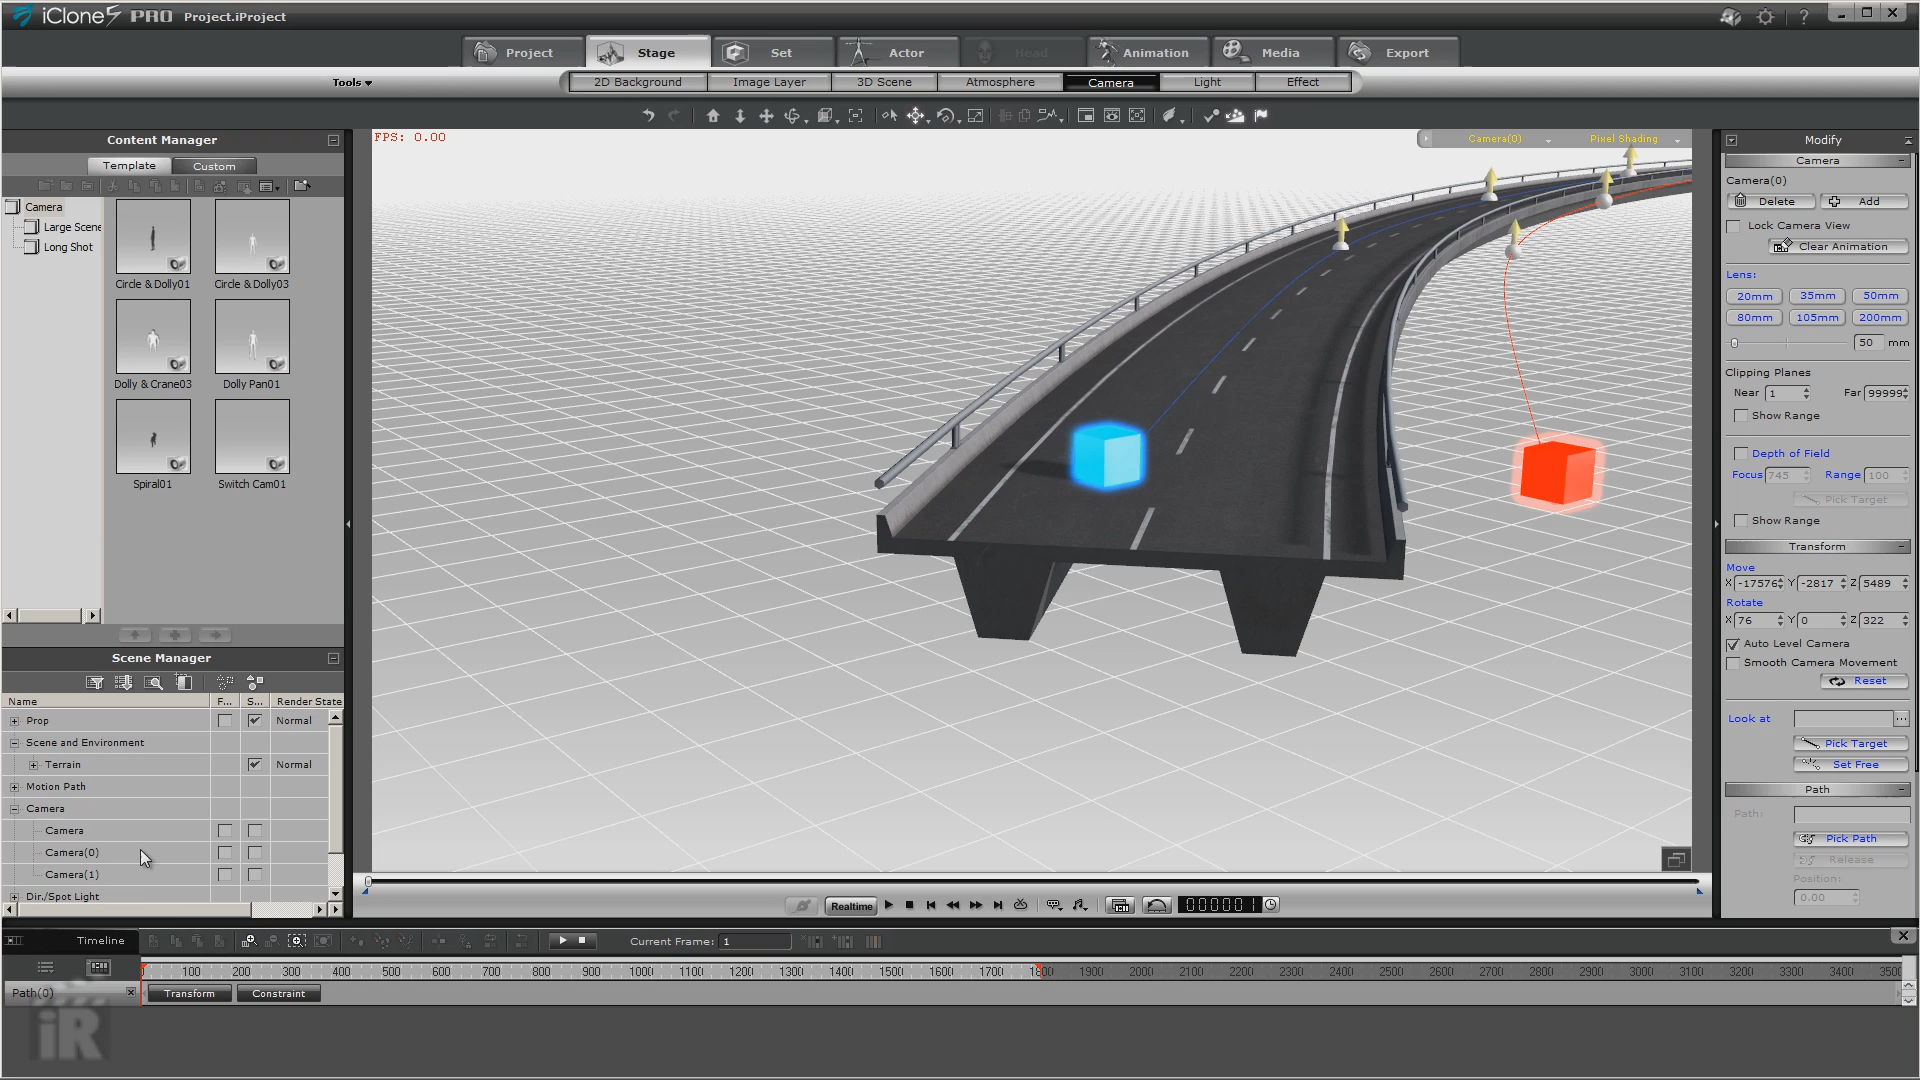 iClone5 PRO Project.iProject
Project Stage Set Actor Head Animation Media Export
Tools 2D Background Image Layer 3D Scene Atmosphere Camera Light Effect
Content Manager
Template Custom
Camera
Large Scene
Long Shot
Circle & Dolly01 Circle & Dolly03
Dolly & Crane03 Dolly Pan01
Spiral01 Switch Cam01
FPS: 0.00
Camera(0) Pixel Shading
Modify
Camera
Camera(0)
Delete Add
Lock Camera View
Clear Animation
Lens:
20mm 35mm 50mm
80mm 105mm 200mm
50 mm
Clipping Planes
Near 1 Far 99999
Show Range
Depth of Field
Focus 745 Range 100
Pick Target
Show Range
Transform
Move
X -17576 Y -2817 Z 5489
Rotate
X 76 Y 0 Z 322
Auto Level Camera
Smooth Camera Movement
Reset
Look at ...
Pick Target
Set Free
Path
Path:
Pick Path
Release
Position:
0.00
Scene Manager
Name F... S... Render State
Prop Normal
Scene and Environment
Terrain Normal
Motion Path
Camera
Camera
Camera(0)
Camera(1)
Dir./Spot Light
Realtime 000001
Timeline Current Frame: 1
100 200 300 400 500 600 700 800 900 1000 1100 1200 1300 1400 1500 1600 1700 1800 1900 2000 2100 2200 2300 2400 2500 2600 2700 2800 2900 3000 3100 3200 3300 3400 3500
Path(0) Transform Constraint
iR